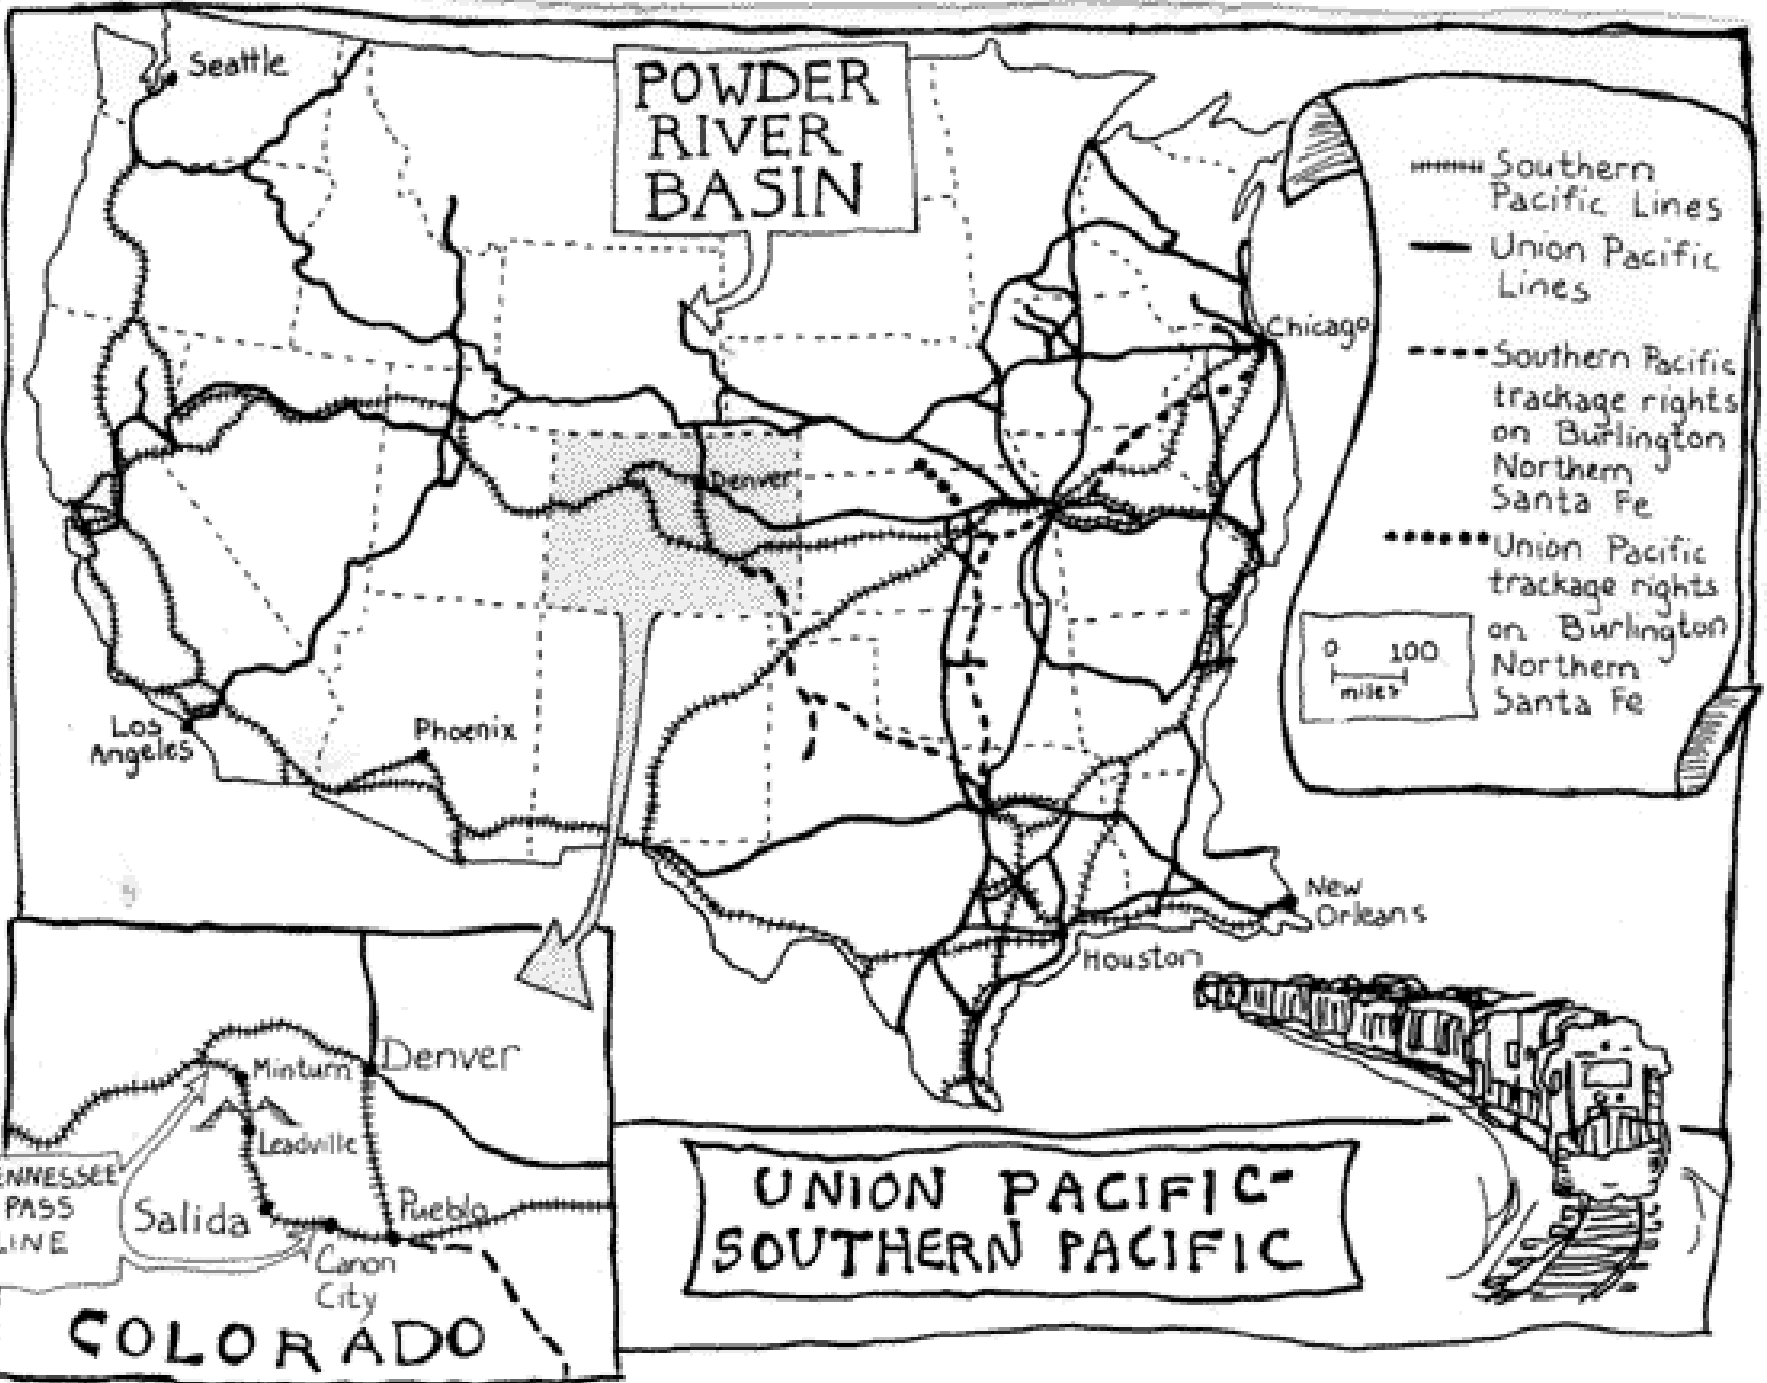 Seattle
POWDER
RIVER
BASIN
Southern
Pacific Lines
Union Pacific
Lines
Chicago
Southern Pacific
trackage rights
on Burlington
Northern
Santa Fe
Denver
Union Pacific
trackage rights
on Burlington
Northern
Santa Fe
0 100
miles
Los
Angeles
Phoenix
New
Orleans
Houston
Denver
Minturn
Leadville
ENNESSEE
PASS
LINE
Salida
Pueblo
Canon
City
COLORADO
UNION PACIFIC-
SOUTHERN PACIFIC